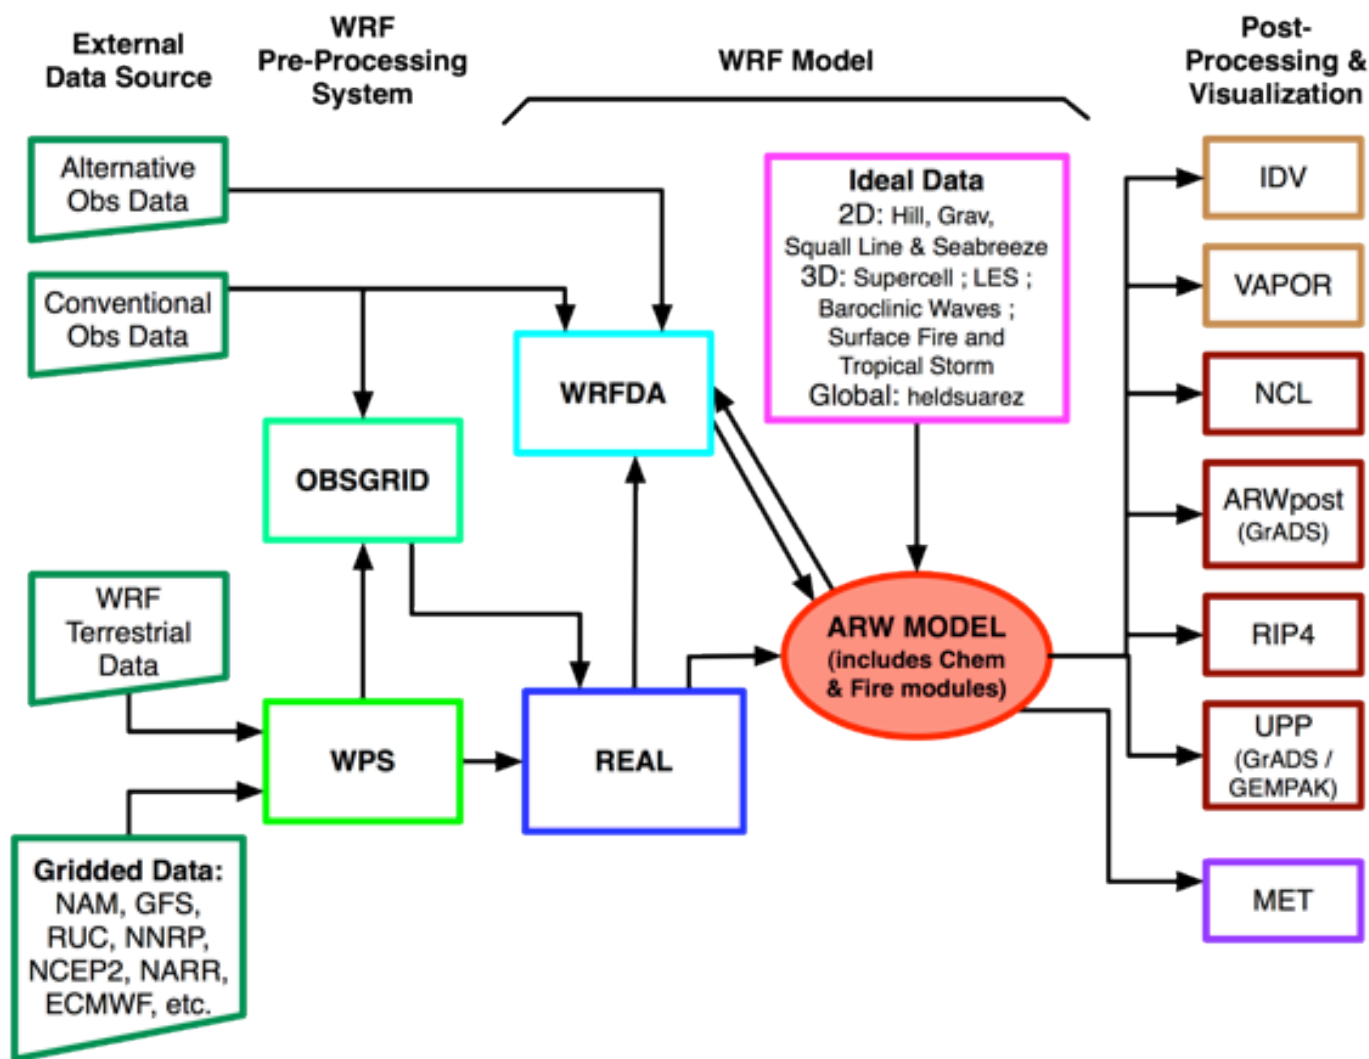 External
Data Source
WRF
Pre-Processing
System
WRF Model
Post-
Processing &
Visualization
Alternative
Obs Data
Conventional
Obs Data
WRF
Terrestrial
Data
Gridded Data:
NAM, GFS,
RUC, NNRP,
NCEP2, NARR,
ECMWF, etc.
OBSGRID
WPS
WRFDA
REAL
Ideal Data
2D: Hill, Grav,
Squall Line & Seabreeze
3D: Supercell ; LES ;
Baroclinic Waves ;
Surface Fire and
Tropical Storm
Global: heldsuarez
ARW MODEL
(includes Chem
& Fire modules)
IDV
VAPOR
NCL
ARWpost
(GrADS)
RIP4
UPP
(GrADS /
GEMPAK)
MET